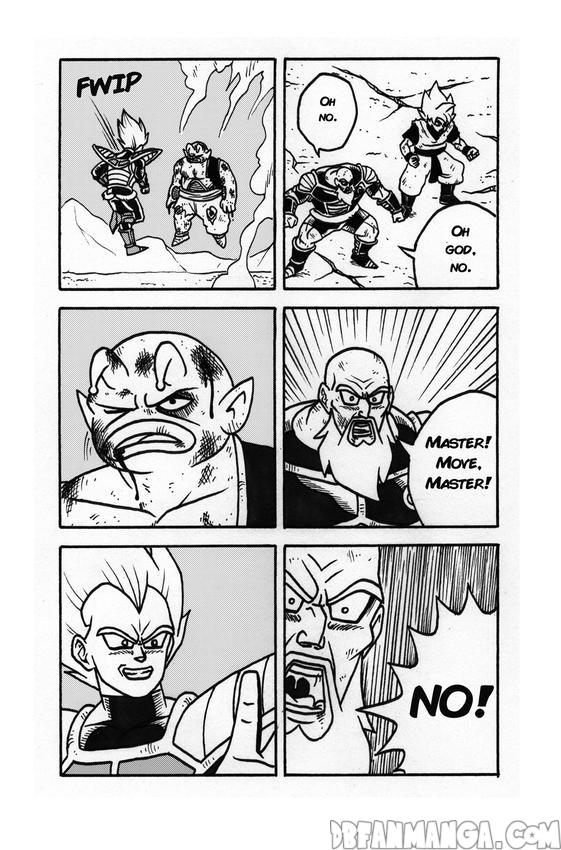 FWIP
OH
NO.
OH
GOD,
NO.
MASTER!
MOVE,
MASTER!
NO!
DBFANMANGA.COM